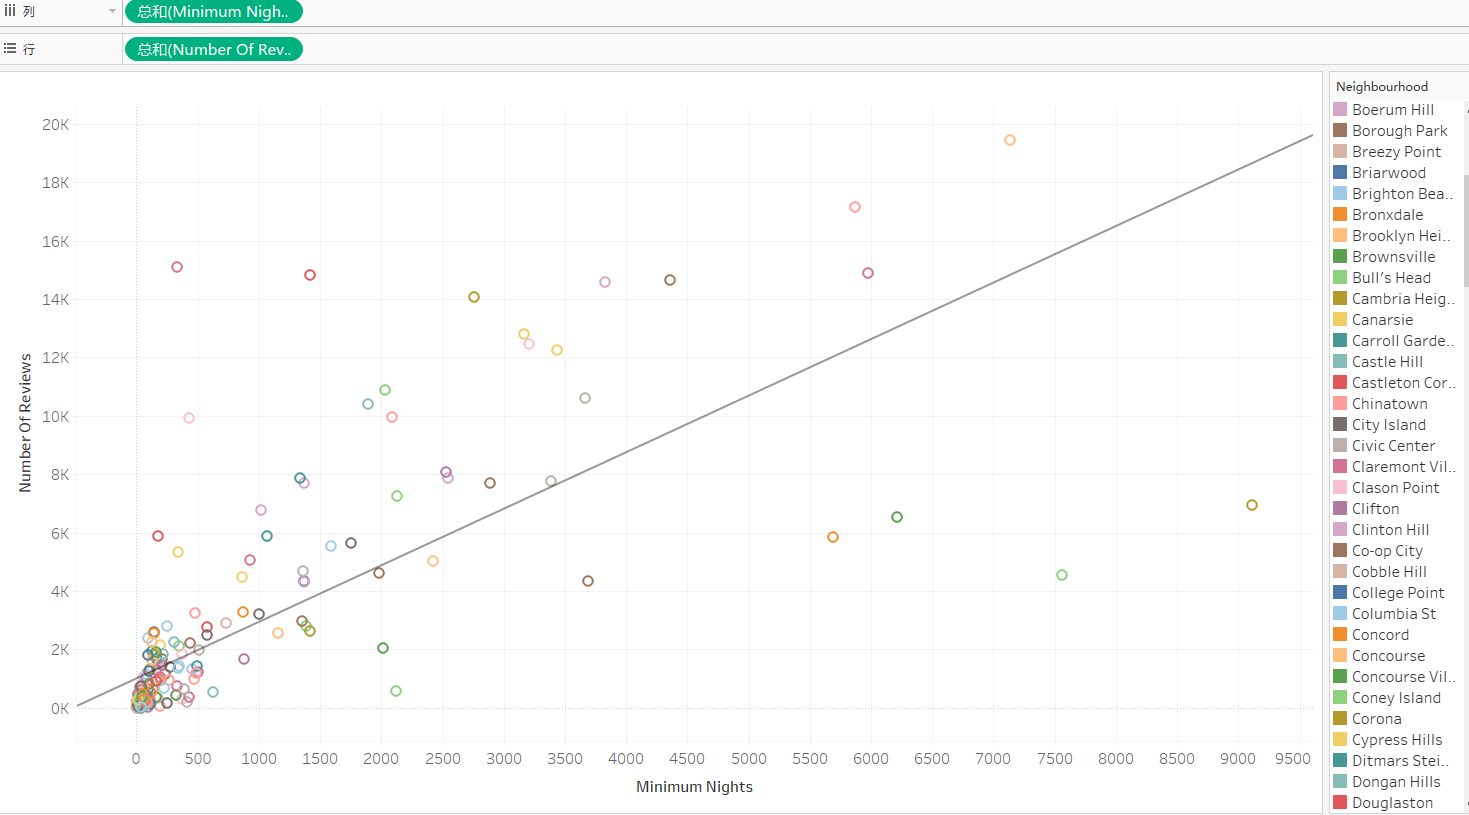 列
总和(Minimum Nigh..
行
总和(Number Of Rev..
20K
18K
16K
14K
12K
10K
8K
6K
4K
2K
0K
Number Of Reviews
0 500 1000 1500 2000 2500 3000 3500 4000 4500 5000 5500 6000 6500 7000 7500 8000 8500 9000 9500
Minimum Nights
Neighbourhood
Boerum Hill
Borough Park
Breezy Point
Briarwood
Brighton Bea..
Bronxdale
Brooklyn Hei..
Brownsville
Bull's Head
Cambria Heig..
Canarsie
Carroll Garde..
Castle Hill
Castleton Cor..
Chinatown
City Island
Civic Center
Claremont Vil..
Clason Point
Clifton
Clinton Hill
Co-op City
Cobble Hill
College Point
Columbia St
Concord
Concourse
Concourse Vil..
Coney Island
Corona
Cypress Hills
Ditmars Stei..
Dongan Hills
Douglaston